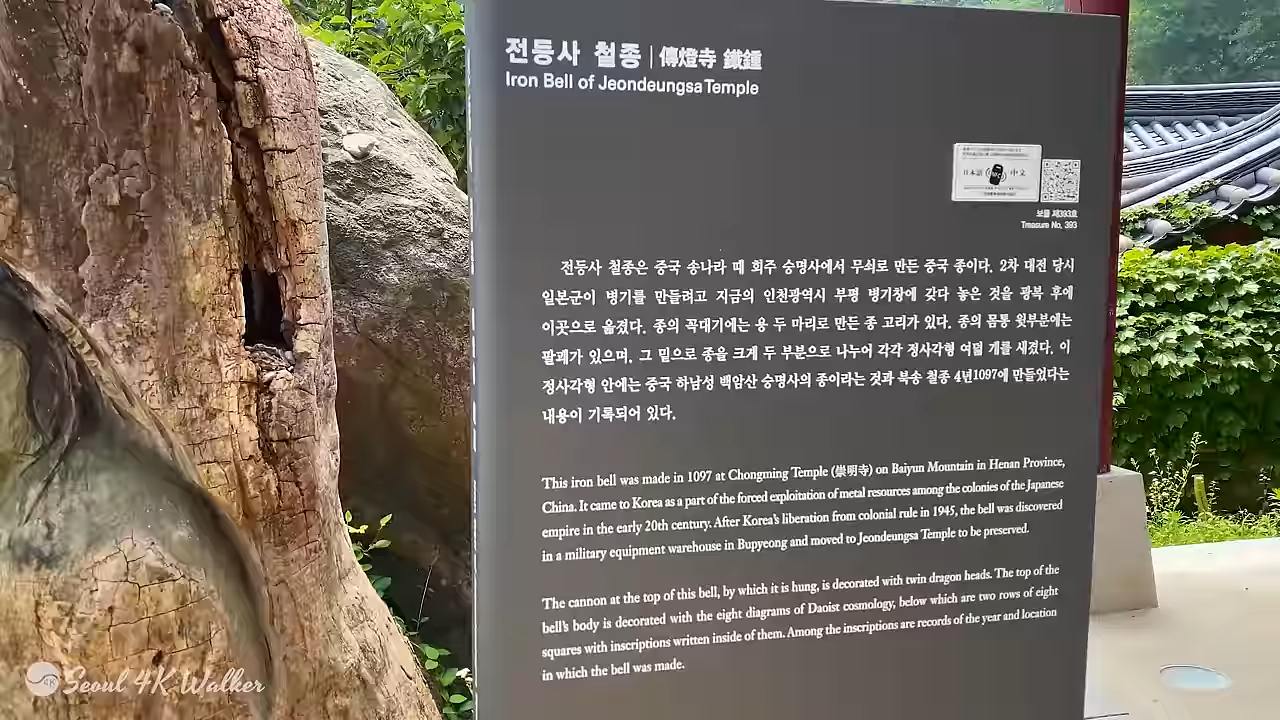 전등사 철종 | 傳燈寺 鐵鍾
Iron Bell of Jeondeungsa Temple
日本語
中文
보물 제393호
Treasure No. 393
전등사 철종은 중국 송나라 때 회주 숭명사에서 무쇠로 만든 중국 종이다. 2차 대전 당시
일본군이 병기를 만들려고 지금의 인천광역시 부평 병기창에 갖다 놓은 것을 광복 후에
이곳으로 옮겼다. 종의 꼭대기에는 용 두 마리로 만든 종 고리가 있다. 종의 몸통 윗부분에는
팔괘가 있으며, 그 밑으로 종을 크게 두 부분으로 나누어 각각 정사각형 여덟 개를 새겼다. 이
정사각형 안에는 중국 하남성 백암산 숭명사의 종이라는 것과 북송 철종 4년1097에 만들었다는
내용이 기록되어 있다.
This iron bell was made in 1097 at Chongming Temple (崇明寺) on Baiyun Mountain in Henan Province,
China. It came to Korea as a part of the forced exploitation of metal resources among the colonies of the Japanese
empire in the early 20th century. After Korea's liberation from colonial rule in 1945, the bell was discovered
in a military equipment warehouse in Bupyeong and moved to Jeondeungsa Temple to be preserved.
The cannon at the top of this bell, by which it is hung, is decorated with twin dragon heads. The top of the
bell's body is decorated with the eight diagrams of Daoist cosmology, below which are two rows of eight
squares with inscriptions written inside of them. Among the inscriptions are records of the year and location
in which the bell was made.
4K Seoul 4K Walker